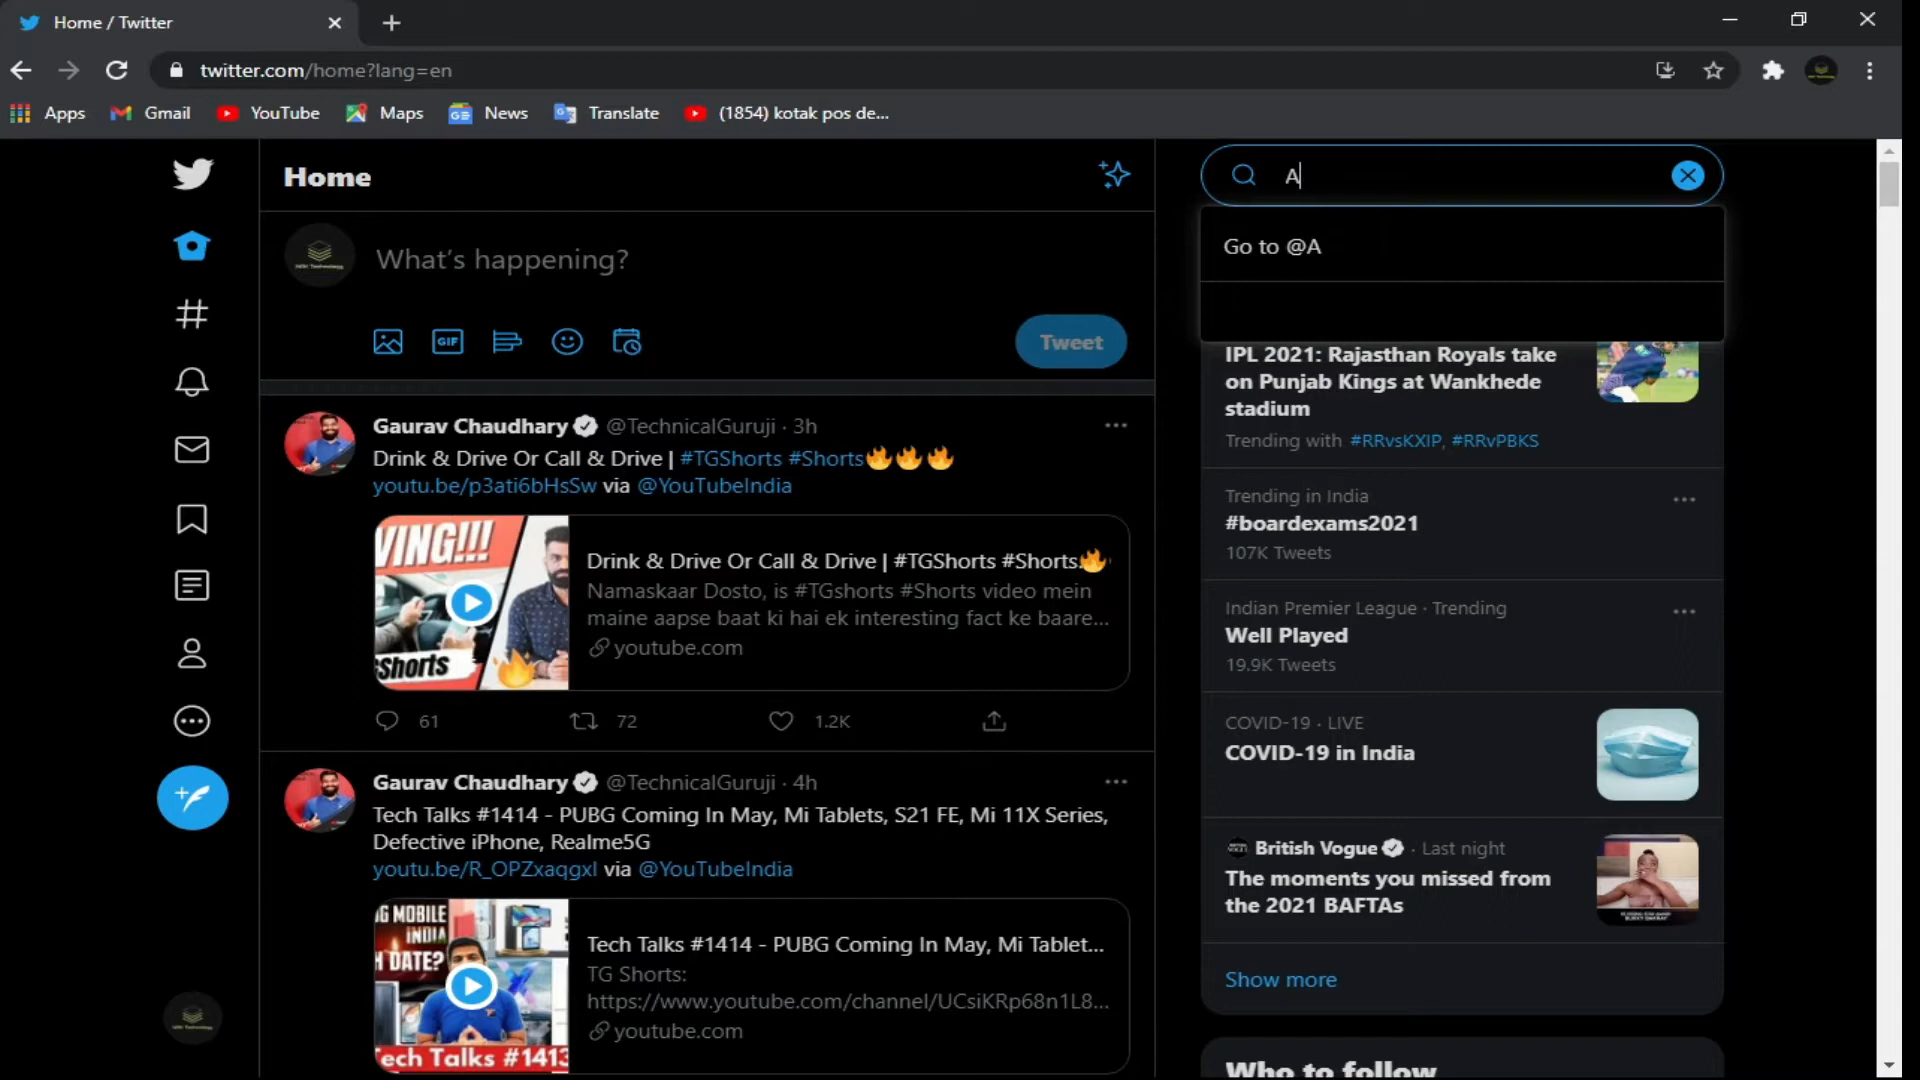 Home / Twitter
twitter.com/home?lang=en
Apps
Gmail
YouTube
Maps
News
Translate
(1854) kotak pos de...
Home
What's happening?
GIF
Tweet
Gaurav Chaudhary @TechnicalGuruji · 3h
Drink & Drive Or Call & Drive | #TGShorts #Shorts🔥🔥🔥
youtu.be/p3ati6bHsSw via @YouTubeIndia
VING!!!
Shorts
Drink & Drive Or Call & Drive | #TGShorts #Shorts🔥
Namaskaar Dosto, is #TGshorts #Shorts video mein
maine aapse baat ki hai ek interesting fact ke baare...
youtube.com
61
72
1.2K
Gaurav Chaudhary @TechnicalGuruji · 4h
Tech Talks #1414 - PUBG Coming In May, Mi Tablets, S21 FE, Mi 11X Series,
Defective iPhone, Realme5G
youtu.be/R_OPZxaqgxI via @YouTubeIndia
G MOBILE
INDIA
H DATE?
ech Talks #1413
Tech Talks #1414 - PUBG Coming In May, Mi Tablet...
TG Shorts:
https://www.youtube.com/channel/UCsiKRp68n1L8...
youtube.com
A
Go to @A
IPL 2021: Rajasthan Royals take
on Punjab Kings at Wankhede
stadium
Trending with #RRvsKXIP, #RRvPBKS
Trending in India
#boardexams2021
107K Tweets
Indian Premier League · Trending
Well Played
19.9K Tweets
COVID-19 · LIVE
COVID-19 in India
British Vogue · Last night
The moments you missed from
the 2021 BAFTAs
Show more
Who to follow